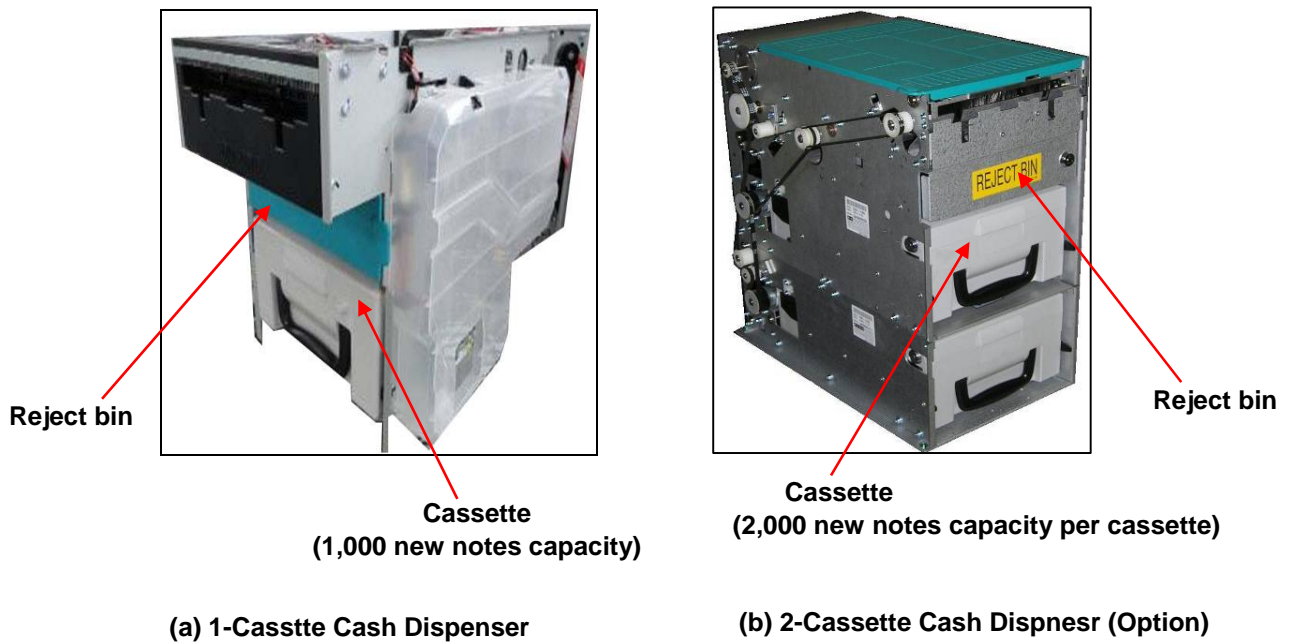 REJECT BIN
Reject bin
Reject bin
Cassette
(1,000 new notes capacity)
Cassette
(2,000 new notes capacity per cassette)
(a) 1-Casstte Cash Dispenser
(b) 2-Cassette Cash Dispnesr (Option)